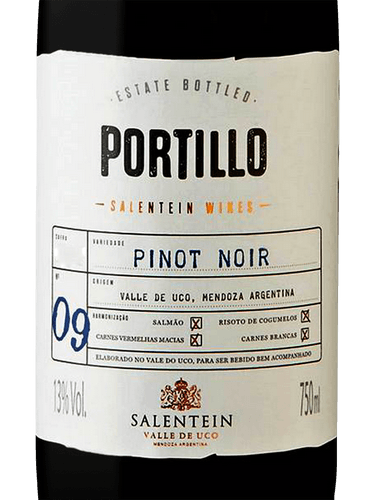 · ESTATE BOTTLED ·
PORTILLO
SALENTEIN WINES
SAFRA
VARIEDADE
PINOT NOIR
Nº
09
ORIGEM
VALLE DE UCO, MENDOZA ARGENTINA
HARMONIZAÇÃO
SALMÃO ☒ RISOTO DE COGUMELOS ☒
CARNES VERMELHAS MACIAS ☒ CARNES BRANCAS ☒
ELABORADO NO VALE DO UCO, PARA SER BEBIDO BEM ACOMPANHADO
13% Vol.
750ml
SALENTEIN
VALLE DE UCO
MENDOZA ARGENTINA